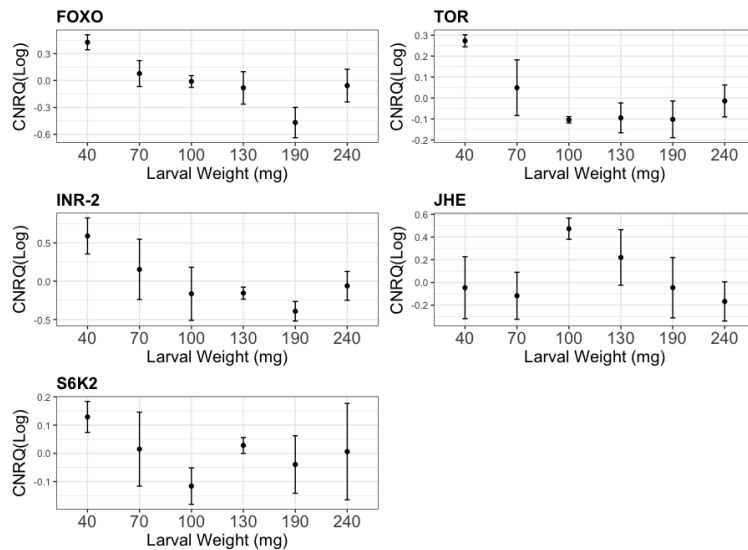 FOXO
CNRQ(Log)
0.3
0.0
-0.3
-0.6
40 70 100 130 190 240
Larval Weight (mg)
TOR
CNRQ(Log)
0.3
0.2
0.1
0.0
-0.1
-0.2
40 70 100 130 190 240
Larval Weight (mg)
INR-2
CNRQ(Log)
0.5
0.0
-0.5
40 70 100 130 190 240
Larval Weight (mg)
JHE
CNRQ(Log)
0.6
0.4
0.2
0.0
-0.2
40 70 100 130 190 240
Larval Weight (mg)
S6K2
CNRQ(Log)
0.2
0.1
0.0
-0.1
40 70 100 130 190 240
Larval Weight (mg)